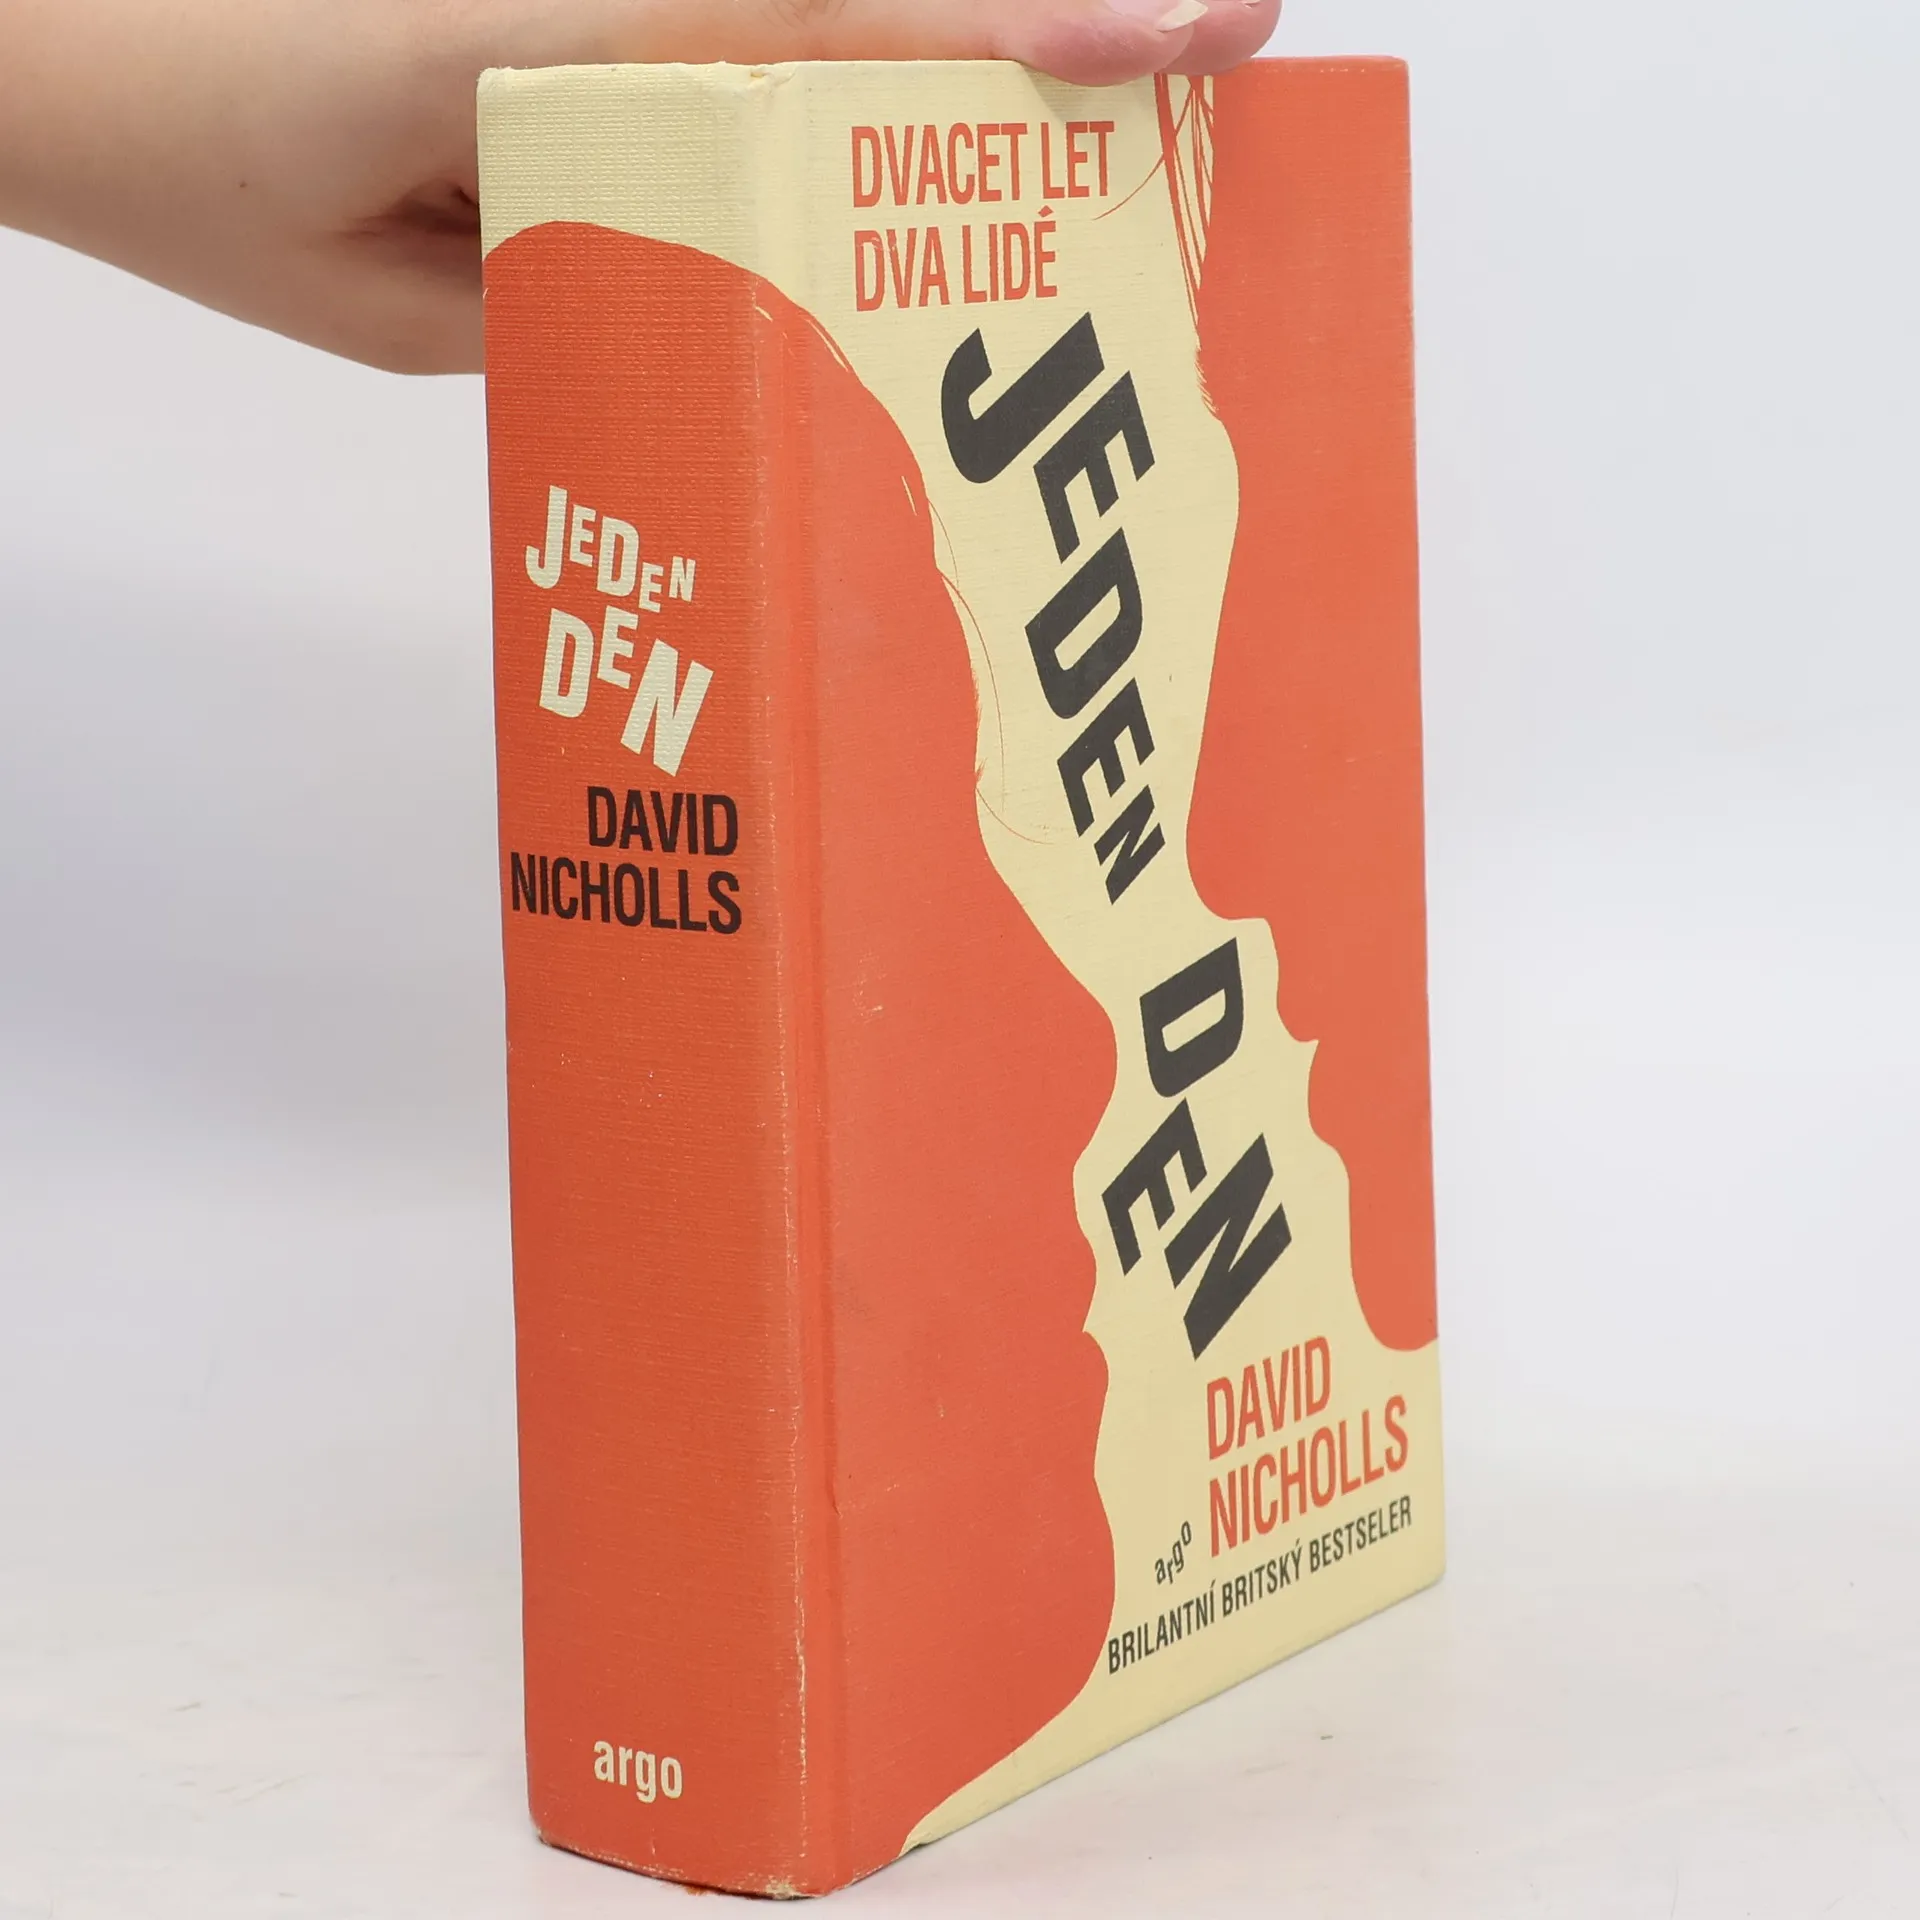 JEDEN
DEN
DAVID
NICHOLLS
argo
DVACET LET
DVA LIDÉ
JEDEN DEN
DAVID
NICHOLLS
argo
BRILANTNÍ BRITSKÝ BESTSELER